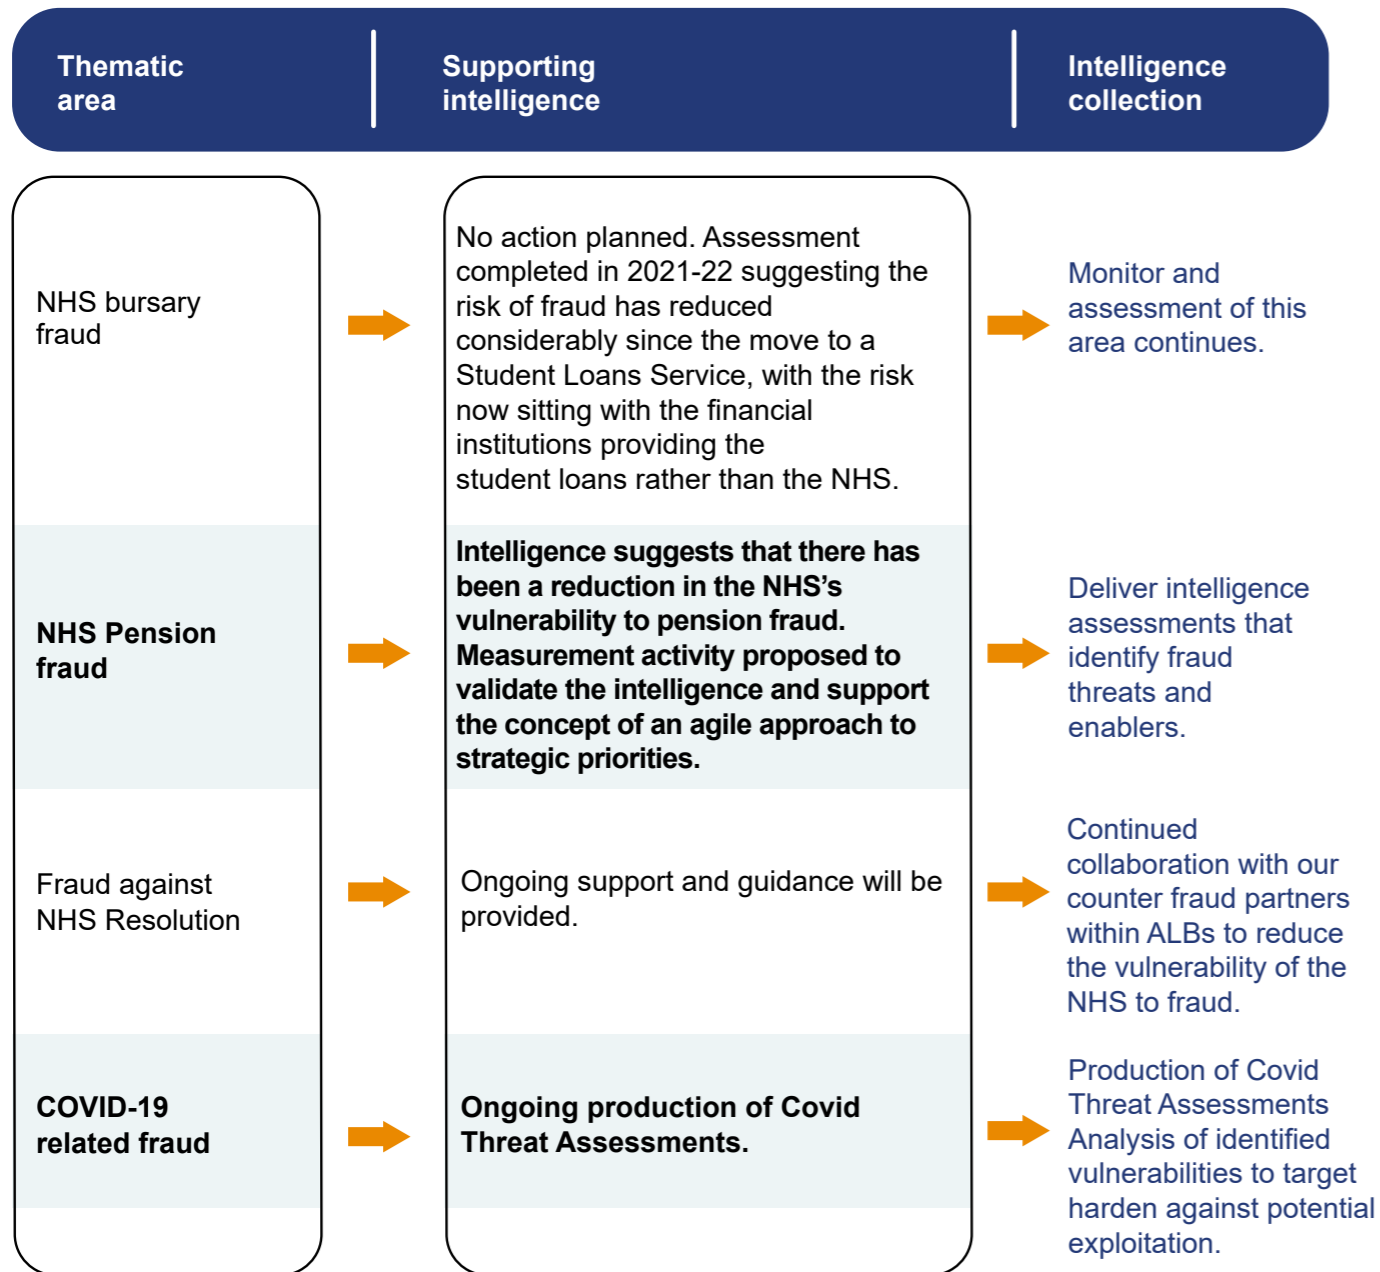 Thematic
area
Supporting
intelligence
Intelligence
collection
NHS bursary
fraud
No action planned. Assessment
completed in 2021-22 suggesting the
risk of fraud has reduced
considerably since the move to a
Student Loans Service, with the risk
now sitting with the financial
institutions providing the
student loans rather than the NHS.
Monitor and
assessment of this
area continues.
NHS Pension
fraud
Intelligence suggests that there has
been a reduction in the NHS’s
vulnerability to pension fraud.
Measurement activity proposed to
validate the intelligence and support
the concept of an agile approach to
strategic priorities.
Deliver intelligence
assessments that
identify fraud
threats and
enablers.
Fraud against
NHS Resolution
Ongoing support and guidance will be
provided.
Continued
collaboration with our
counter fraud partners
within ALBs to reduce
the vulnerability of the
NHS to fraud.
COVID-19
related fraud
Ongoing production of Covid
Threat Assessments.
Production of Covid
Threat Assessments
Analysis of identified
vulnerabilities to target
harden against potential
exploitation.